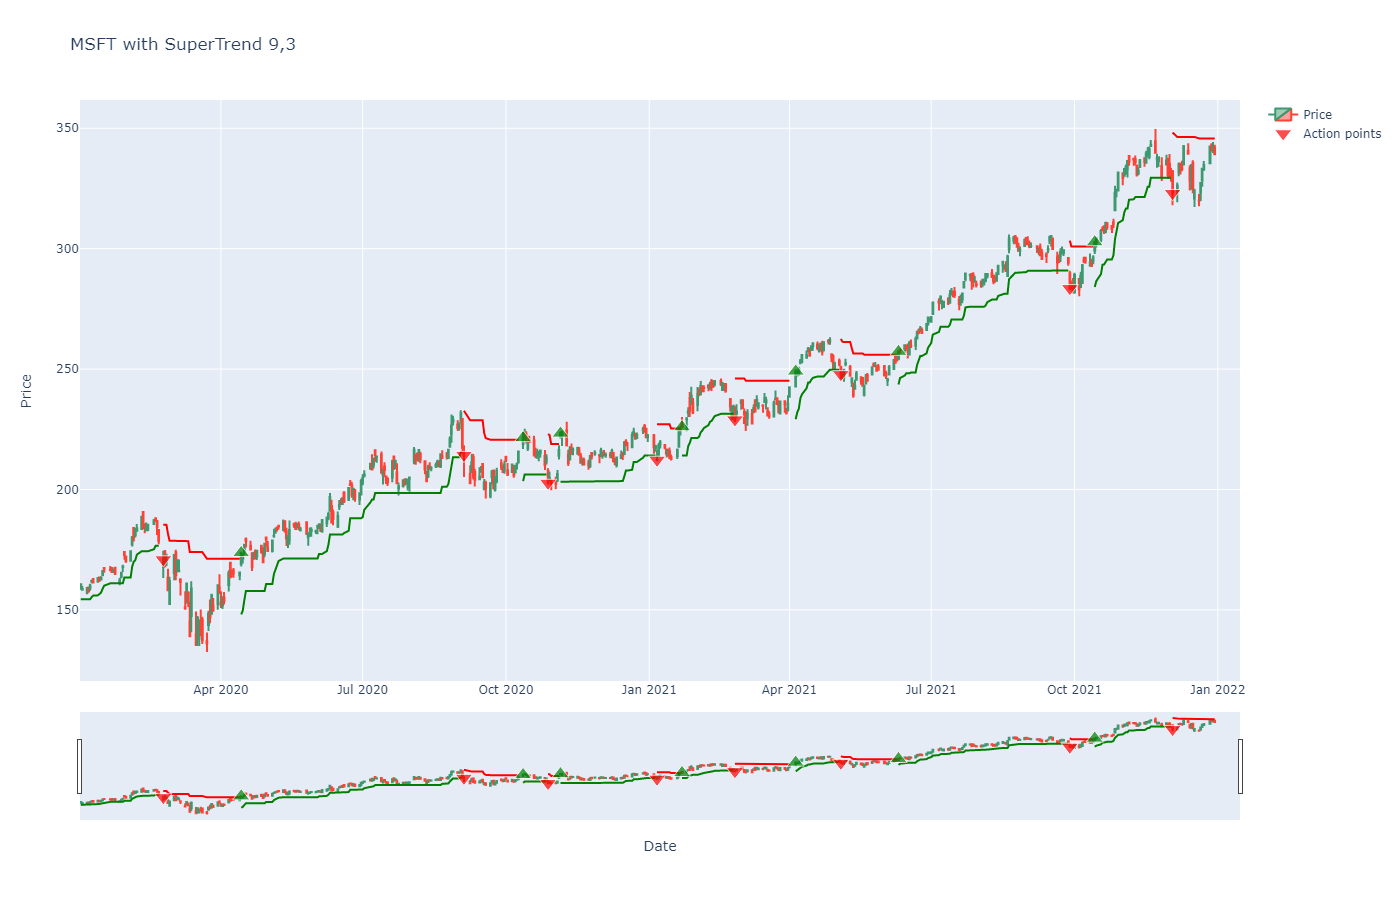 MSFT with SuperTrend 9,3
Price
Action points
350
300
250
200
150
Price
Apr 2020
Jul 2020
Oct 2020
Jan 2021
Apr 2021
Jul 2021
Oct 2021
Jan 2022
Date